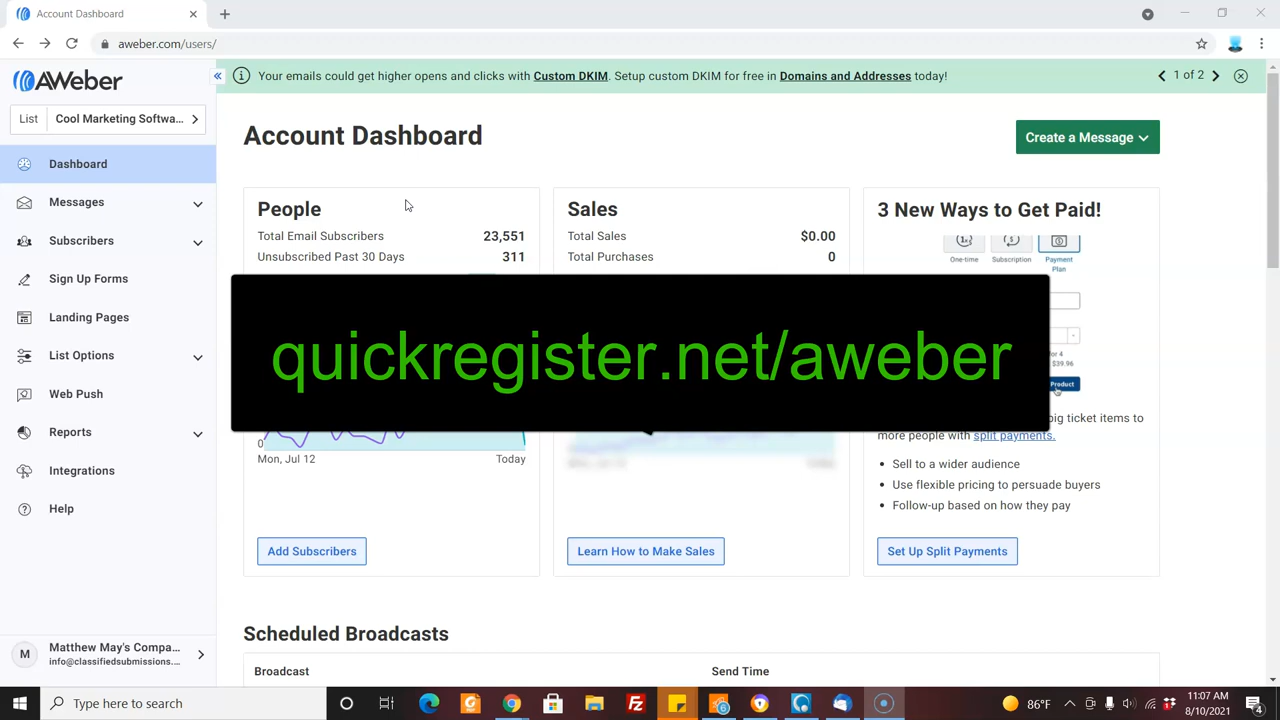 Account Dashboard
aweber.com/users/
AWeber
Your emails could get higher opens and clicks with Custom DKIM. Setup custom DKIM for free in Domains and Addresses today!
1 of 2
List
Cool Marketing Softwa...
Dashboard
Messages
Subscribers
Sign Up Forms
Landing Pages
List Options
Web Push
Reports
Integrations
Help
M
Matthew May's Compa...
info@classifiedsubmissions....
Account Dashboard
Create a Message
People
Total Email Subscribers 23,551
Unsubscribed Past 30 Days 311
0
Mon, Jul 12 Today
Add Subscribers
Sales
Total Sales $0.00
Total Purchases 0
Learn How to Make Sales
3 New Ways to Get Paid!
One-time
Subscription
Payment
Plan
$39.96
Product
big ticket items to
more people with split payments.
Sell to a wider audience
Use flexible pricing to persuade buyers
Follow-up based on how they pay
Set Up Split Payments
quickregister.net/aweber
Scheduled Broadcasts
Broadcast Send Time
Type here to search
86°F
11:07 AM
8/10/2021
4